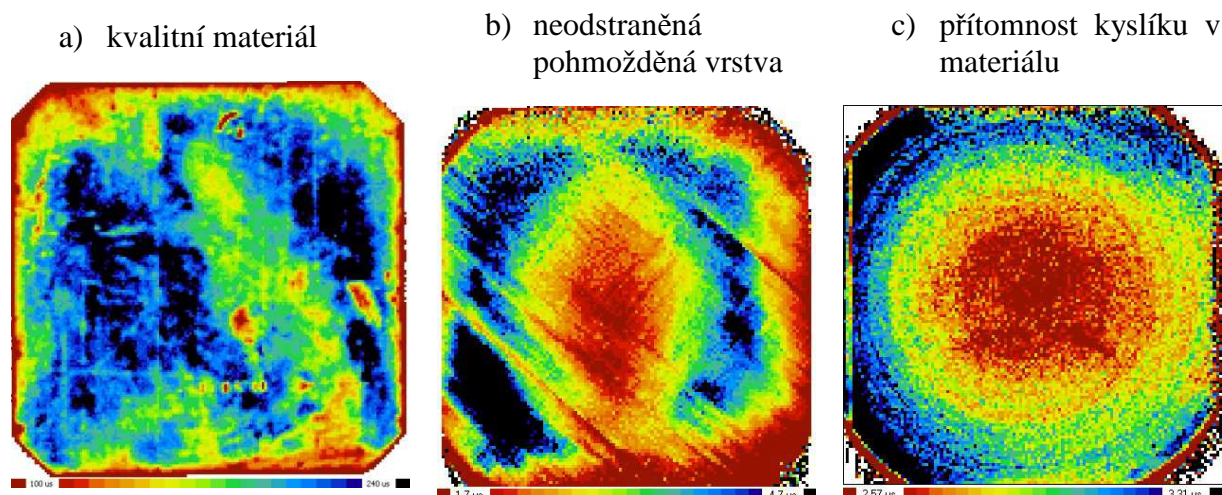 a) kvalitní materiál
b) neodstraněná
pohmožděná vrstva
c) přítomnost kyslíku v
materiálu
100 us 240 us
1.7 us 4.7 us
2.57 us 3.31 us